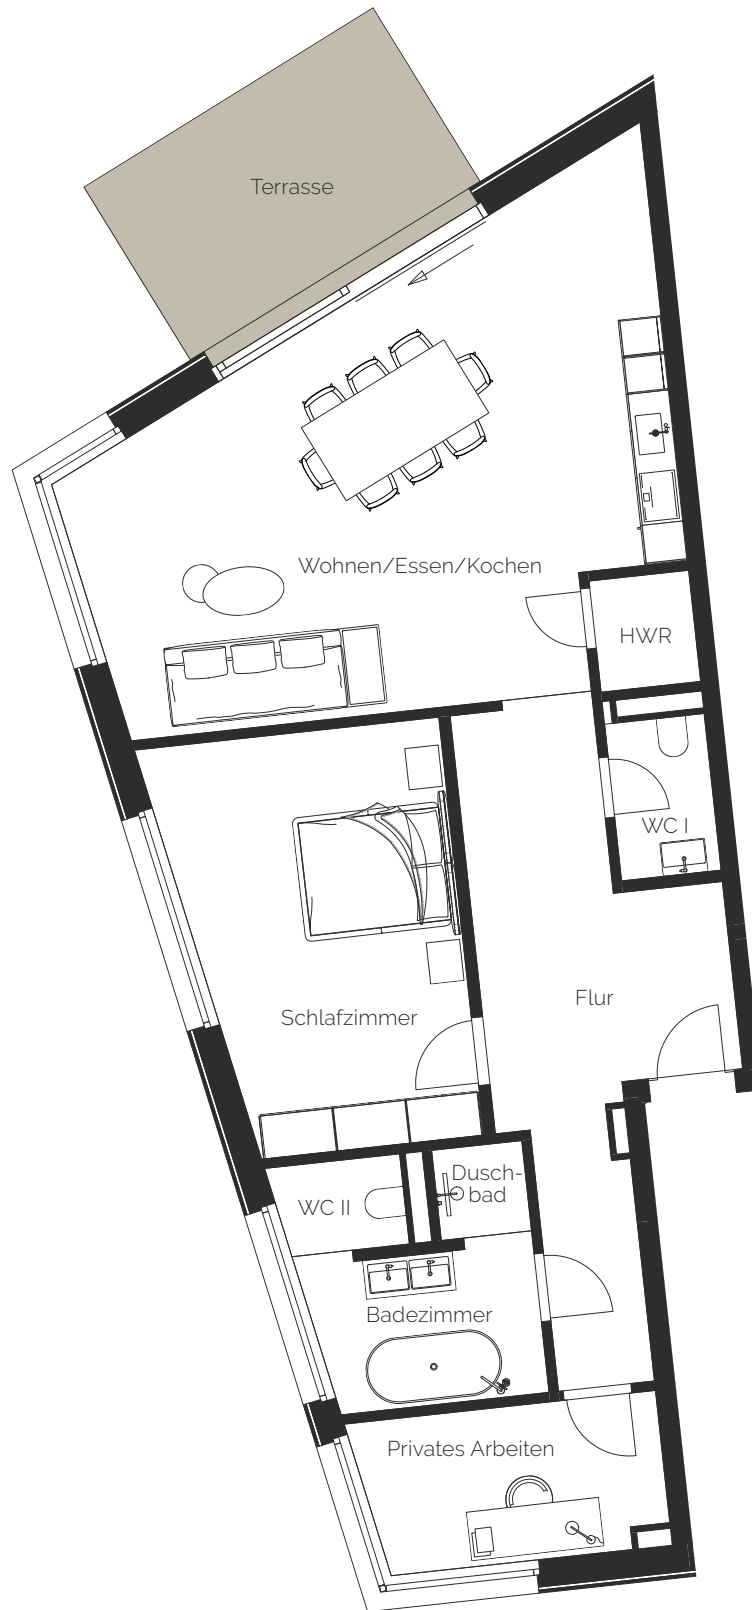 Terrasse
Wohnen/Essen/Kochen
HWR
WC I
Flur
Schlafzimmer
Dusch-
bad
WC II
Badezimmer
Privates Arbeiten